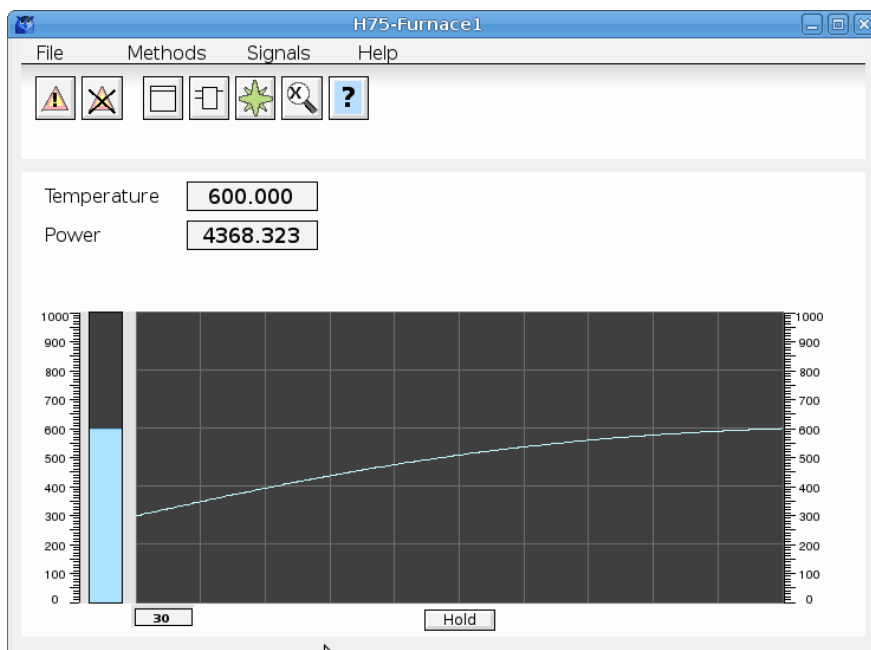 H75-Furnace1
File Methods Signals Help
! X ?
Temperature 600.000
Power 4368.323
1000 1000
900 900
800 800
700 700
600 600
500 500
400 400
300 300
200 200
100 100
0 0
30 Hold